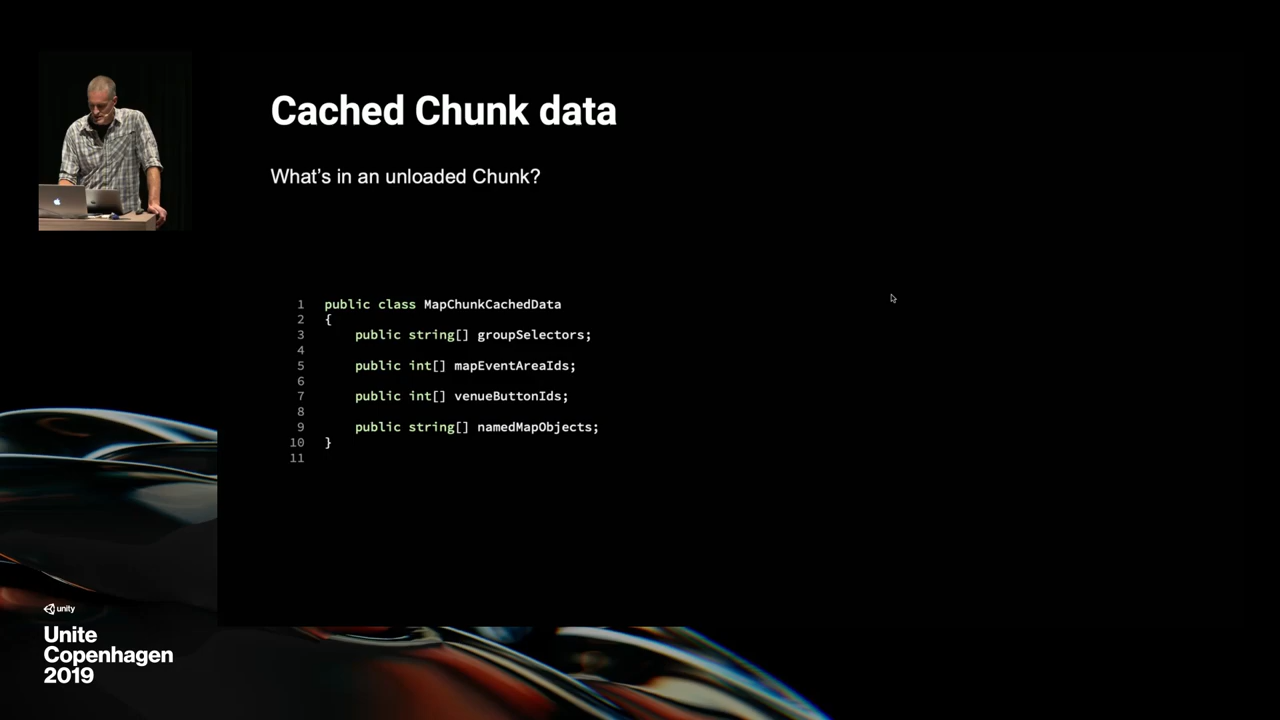 Cached Chunk data
What's in an unloaded Chunk?
1 public class MapChunkCachedData
2 {
3 public string[] groupSelectors;
4
5 public int[] mapEventAreaIds;
6
7 public int[] venueButtonIds;
8
9 public string[] namedMapObjects;
10 }
11
unity
Unite
Copenhagen
2019